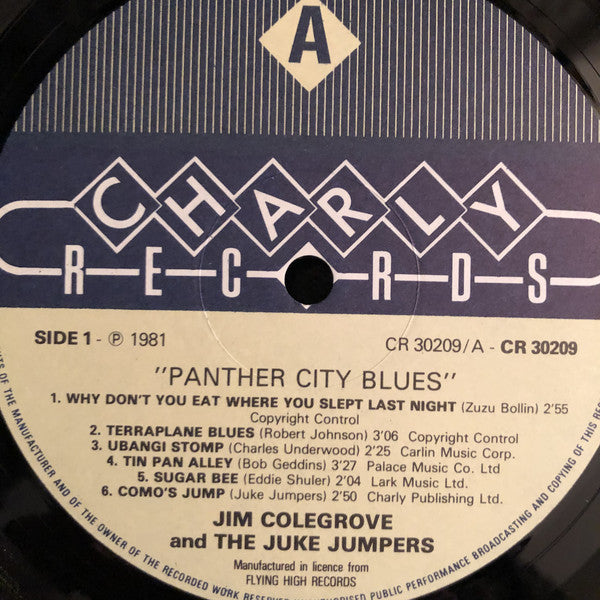 A
CHARLY
RECORDS
SIDE 1 - ℗ 1981
CR 30209/A - CR 30209
"PANTHER CITY BLUES"
1. WHY DON'T YOU EAT WHERE YOU SLEPT LAST NIGHT (Zuzu Bollin) 2'55
Copyright Control
2. TERRAPLANE BLUES (Robert Johnson) 3'06 Copyright Control
3. UBANGI STOMP (Charles Underwood) 2'25 Carlin Music Corp.
4. TIN PAN ALLEY (Bob Geddins) 3'27 Palace Music Co. Ltd
5. SUGAR BEE (Eddie Shuler) 2'04 Lark Music Ltd.
6. COMO'S JUMP (Juke Jumpers) 2'50 Charly Publishing Ltd.
JIM COLEGROVE
and THE JUKE JUMPERS
Manufactured in licence from
FLYING HIGH RECORDS
OF THE MANUFACTURER AND OF THE OWNER OF THE RECORDED WORK RESERVED PUBLIC PERFORMANCE BROADCASTING AND COPYING OF THIS